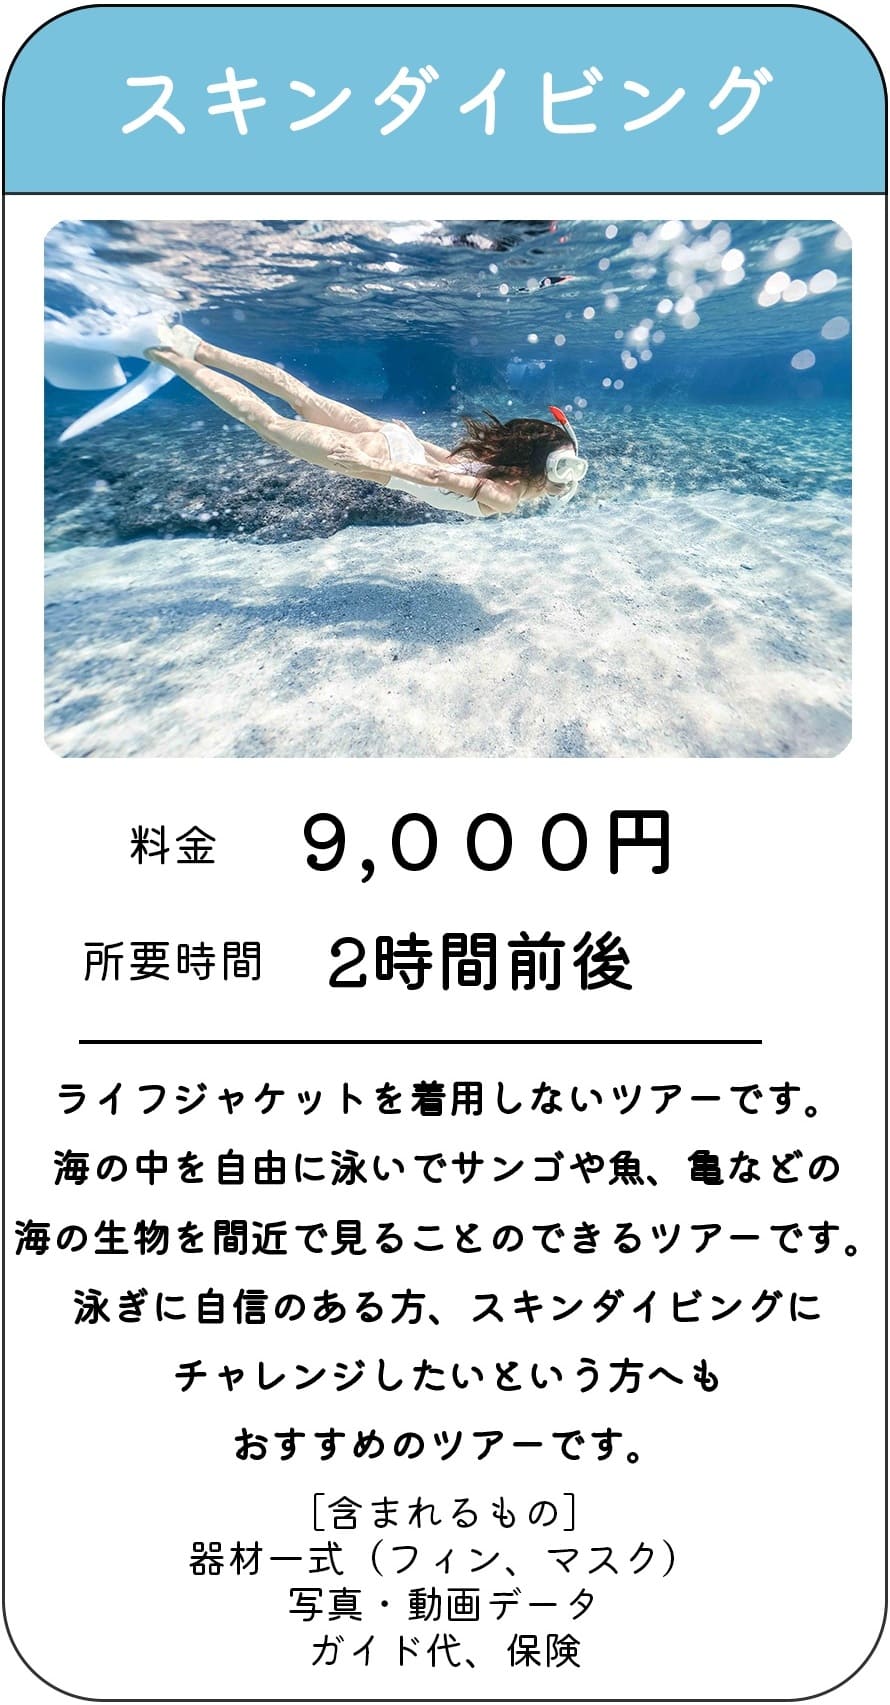 スキンダイビング
料金 9,000円
所要時間 2時間前後
ライフジャケットを着用しないツアーです。
海の中を自由に泳いでサンゴや魚、亀などの
海の生物を間近で見ることのできるツアーです。
泳ぎに自信のある方、スキンダイビングに
チャレンジしたいという方へも
おすすめのツアーです。
[含まれるもの]
器材一式（フィン、マスク）
写真・動画データ
ガイド代、保険